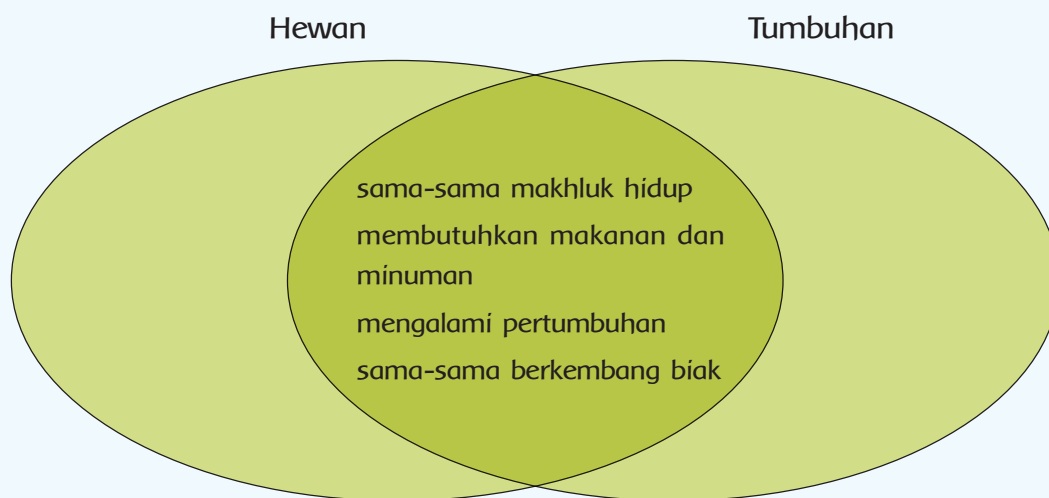 Hewan
Tumbuhan
sama-sama makhluk hidup
membutuhkan makanan dan
minuman
mengalami pertumbuhan
sama-sama berkembang biak